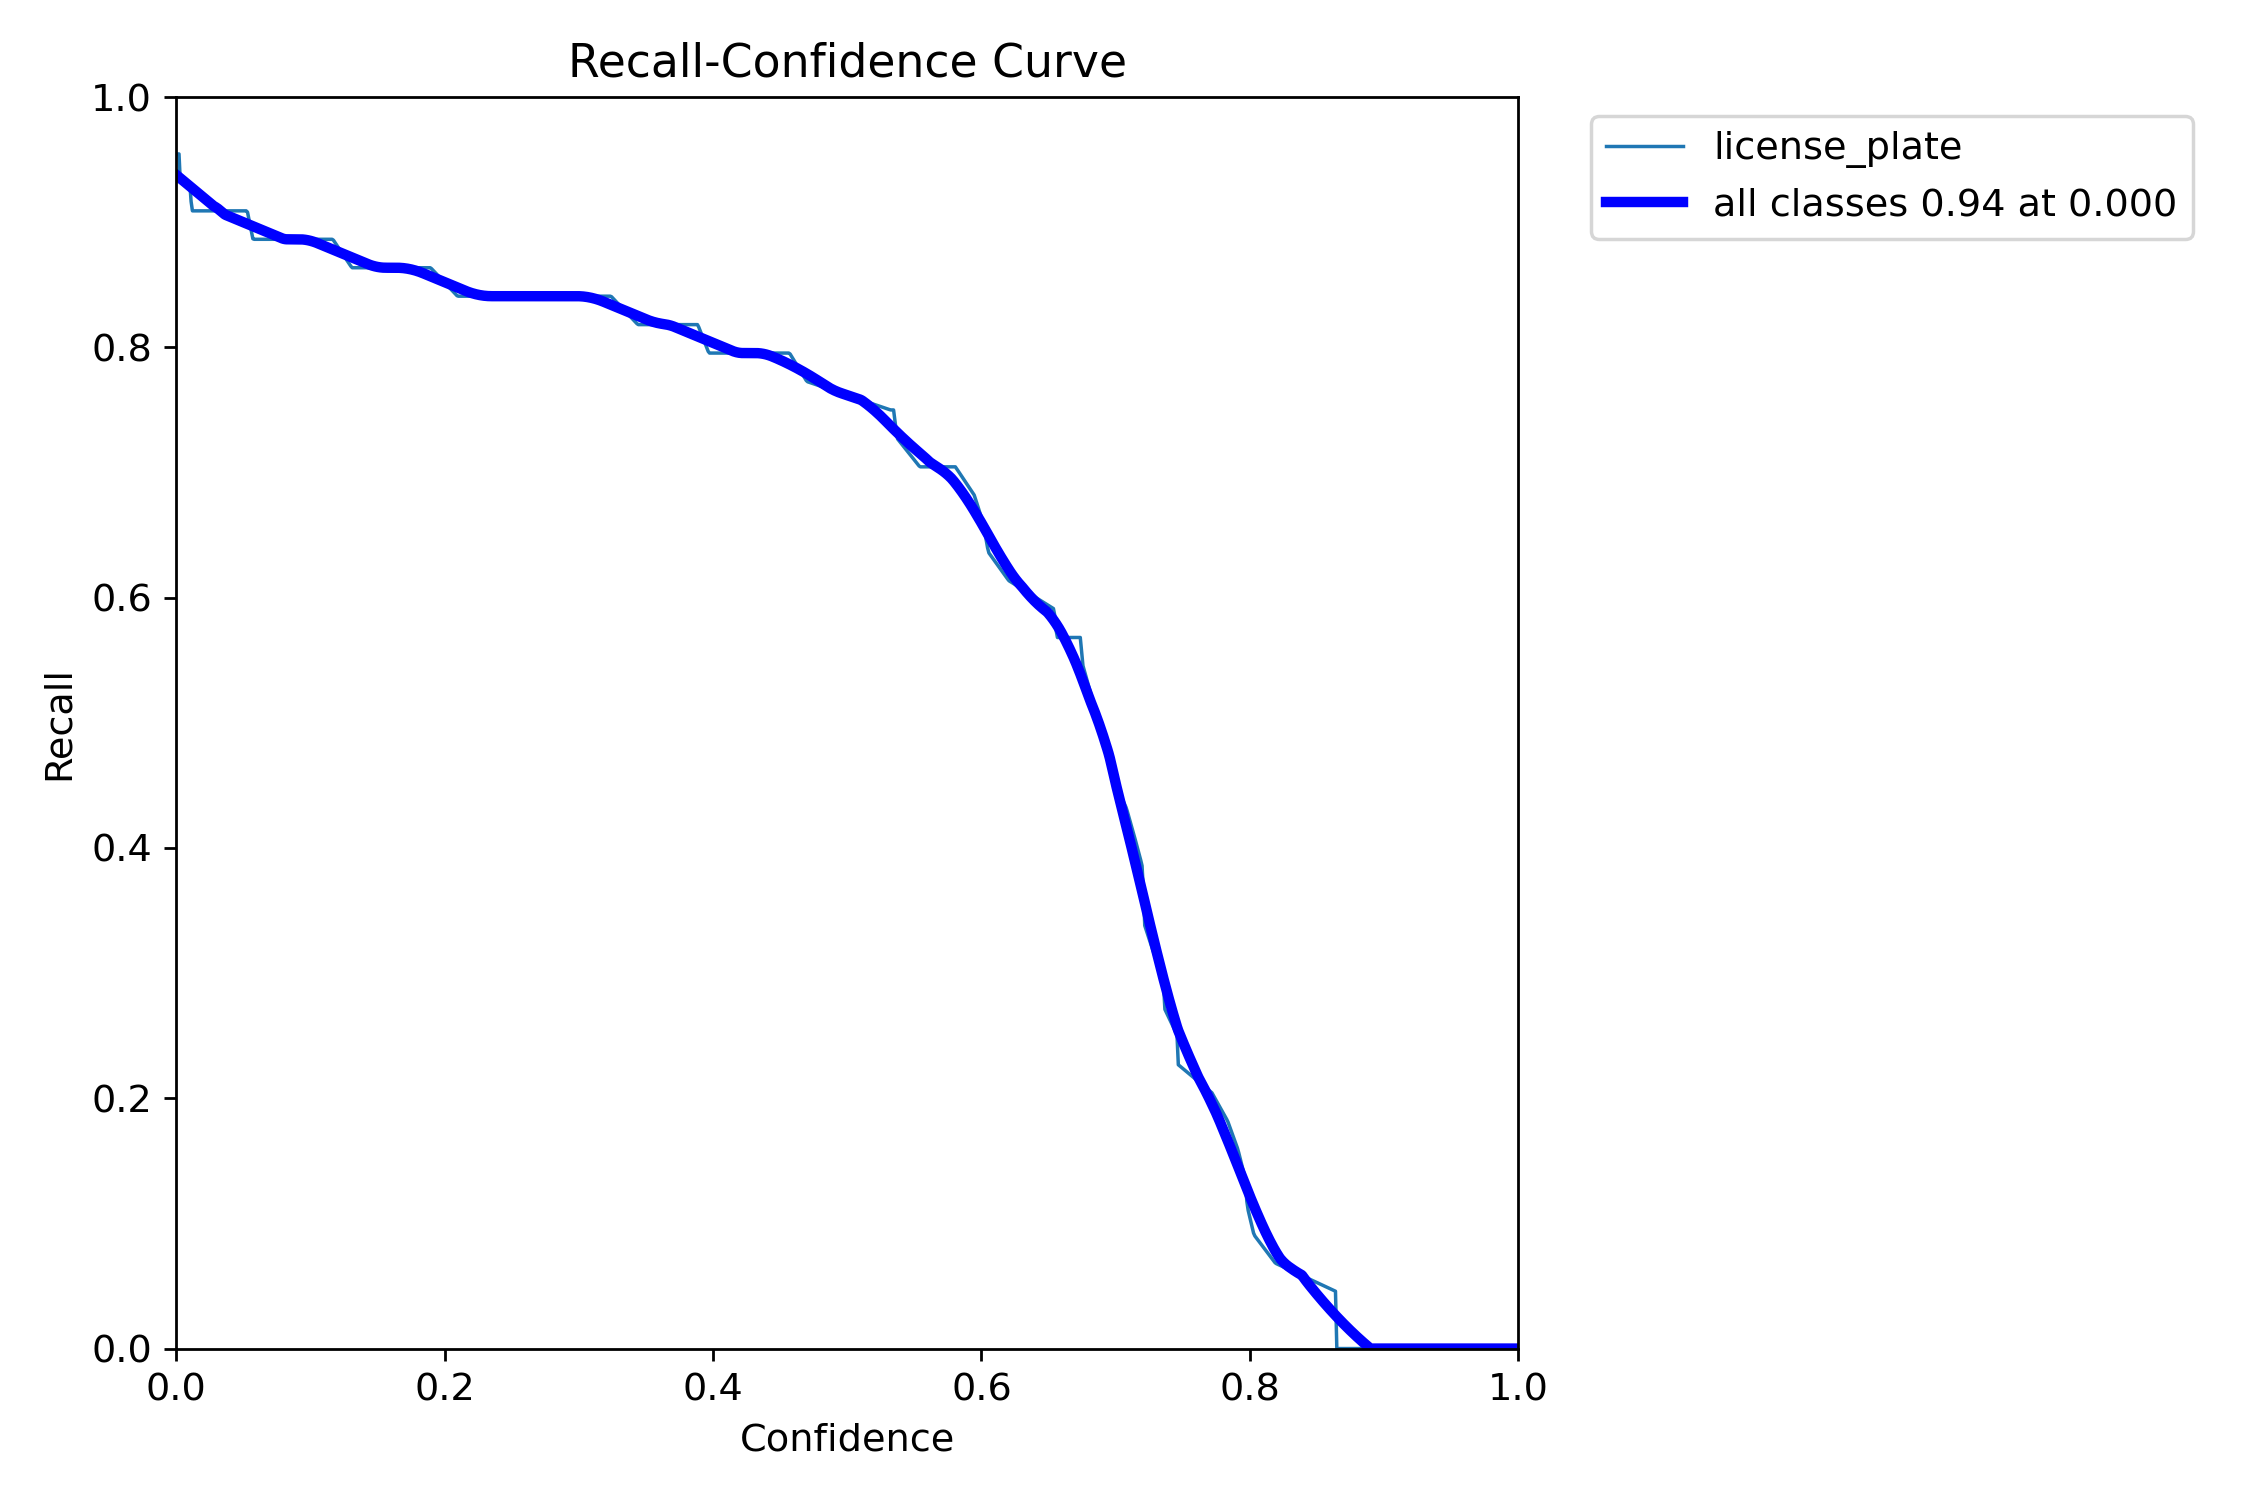 Recall-Confidence Curve
license_plate
all classes 0.94 at 0.000
1.0
0.8
0.6
0.4
0.2
0.0
Recall
0.0 0.2 0.4 0.6 0.8 1.0
Confidence